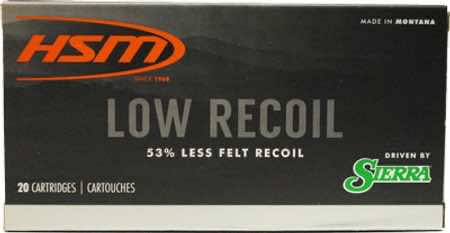 MADE IN MONTANA
HSM
SINCE 1968
LOW RECOIL
53% LESS FELT RECOIL
DRIVEN BY
SIERRA
20 CARTRIDGES | CARTOUCHES